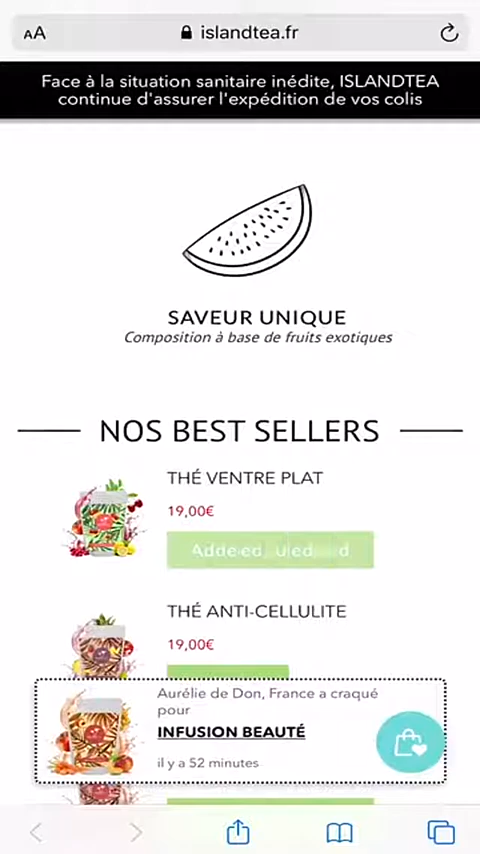 AA islandtea.fr
Face à la situation sanitaire inédite, ISLANDTEA
continue d'assurer l'expédition de vos colis
SAVEUR UNIQUE
Composition à base de fruits exotiques
NOS BEST SELLERS
THÉ VENTRE PLAT
19,00€
THÉ ANTI-CELLULITE
19,00€
Aurélie de Don, France a craqué
pour
INFUSION BEAUTÉ
il y a 52 minutes